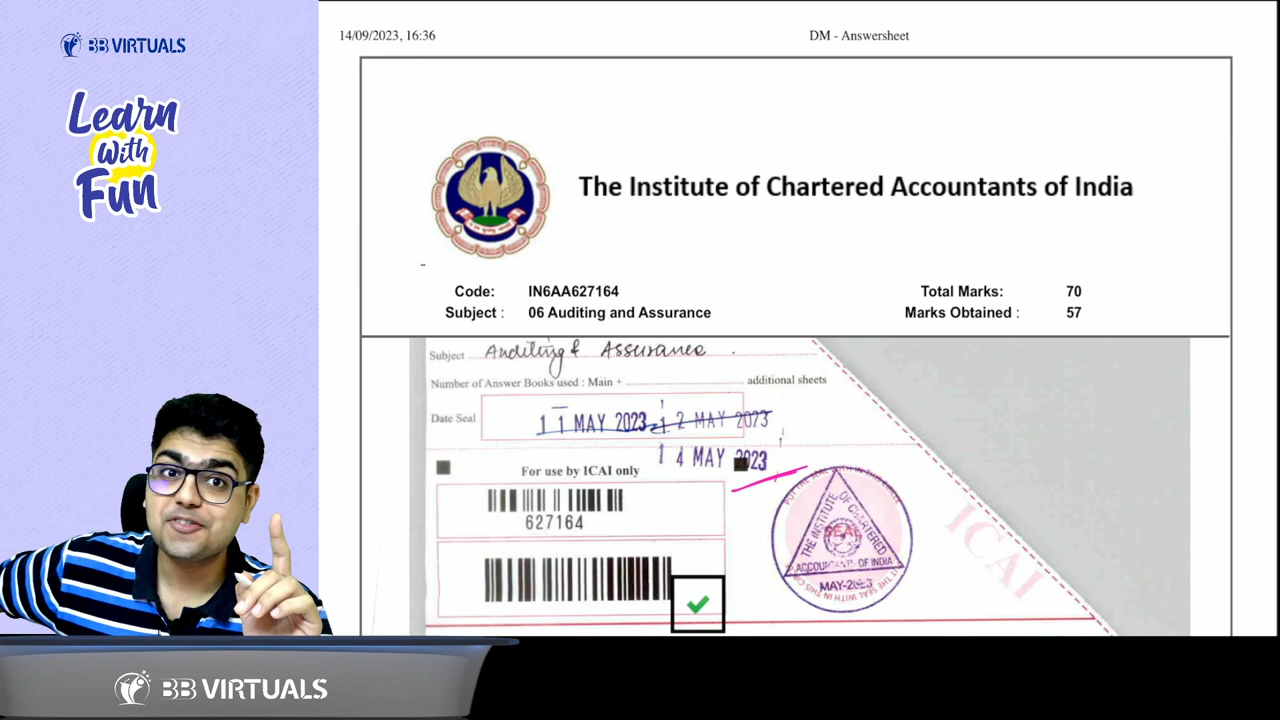 BB VIRTUALS
Learn
With
Fun
14/09/2023, 16:36
DM - Answersheet
The Institute of Chartered Accountants of India
Code: IN6AA627164
Total Marks: 70
Subject : 06 Auditing and Assurance
Marks Obtained : 57
Subject Auditing & Assurance
Number of Answer Books used : Main + additional sheets
Date Seal
11 MAY 2023
12 MAY 2023
14 MAY 2023
For use by ICAI only
627164
THE INSTITUTE OF CHARTERED ACCOUNTANTS OF INDIA
MAY-2023
ICAI
BB VIRTUALS